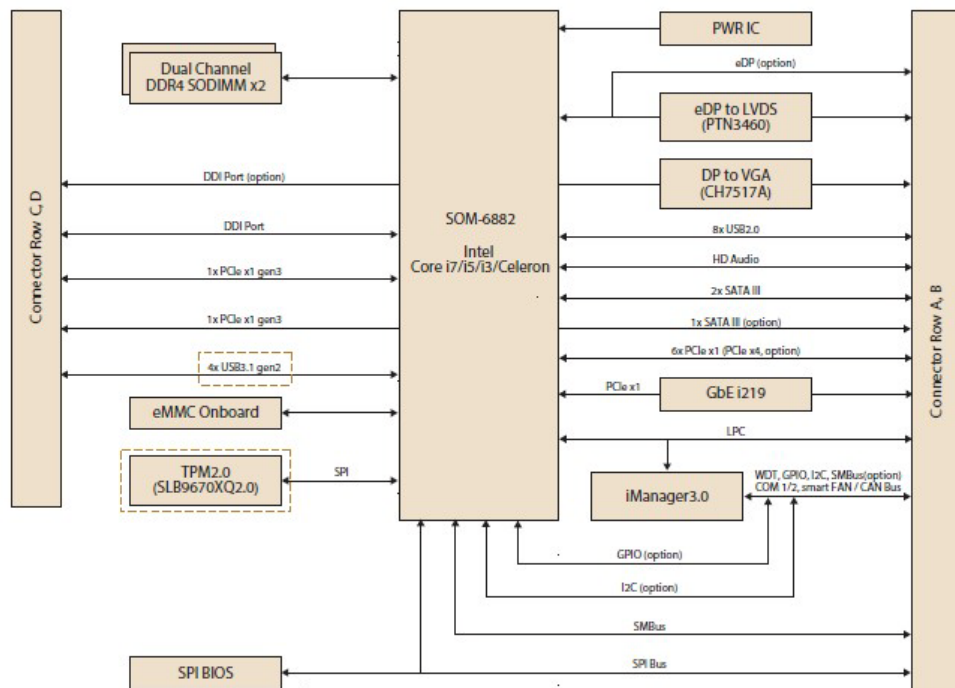 PWR IC
Dual Channel
DDR4 SODIMM x2
eDP (option)
eDP to LVDS
(PTN3460)
DP to VGA
(CH7517A)
DDI Port (option)
DDI Port
1x PCIe x1 gen3
1x PCIe x1 gen3
4x USB3.1 gen2
eMMC Onboard
TPM2.0
(SLB9670XQ2.0)
SPI
Connector Row C, D
SOM-6882
Intel
Core i7/i5/i3/Celeron
8x USB2.0
HD Audio
2x SATA III
1x SATA III (option)
6x PCIe x1 (PCIe x4, option)
PCIe x1
GbE i219
LPC
iManager3.0
WDT, GPIO, I2C, SMBus(option)
COM 1/2, smart FAN / CAN Bus
GPIO (option)
I2C (option)
SMBus
SPI Bus
SPI BIOS
Connector Row A, B